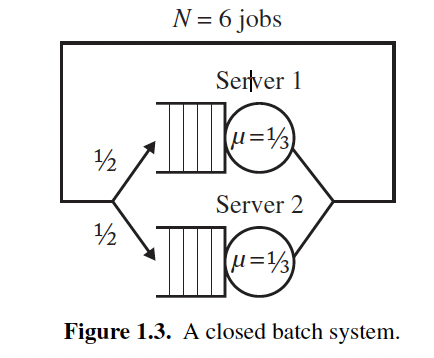 N = 6 jobs
Server 1
μ=⅓
½
Server 2
½
μ=⅓
Figure 1.3. A closed batch system.